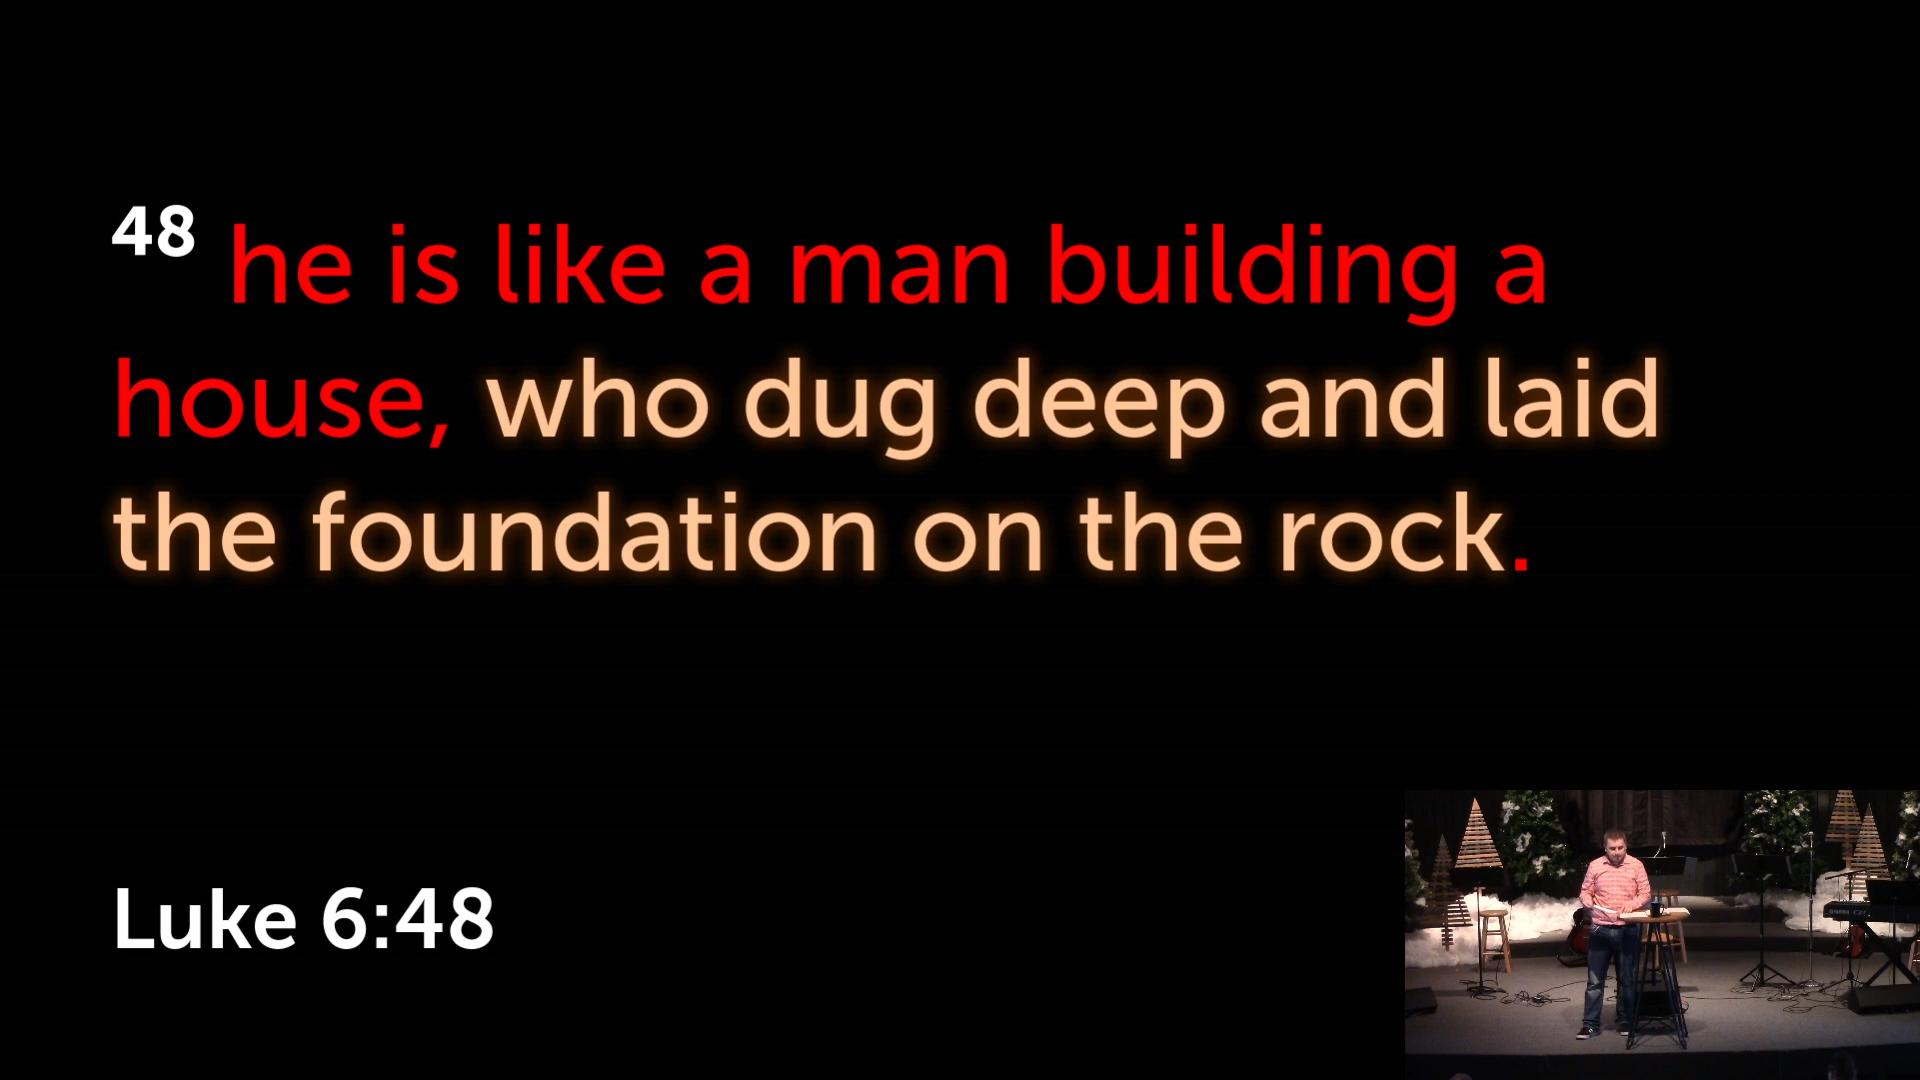 48 he is like a man building a
house, who dug deep and laid
the foundation on the rock.
Luke 6:48